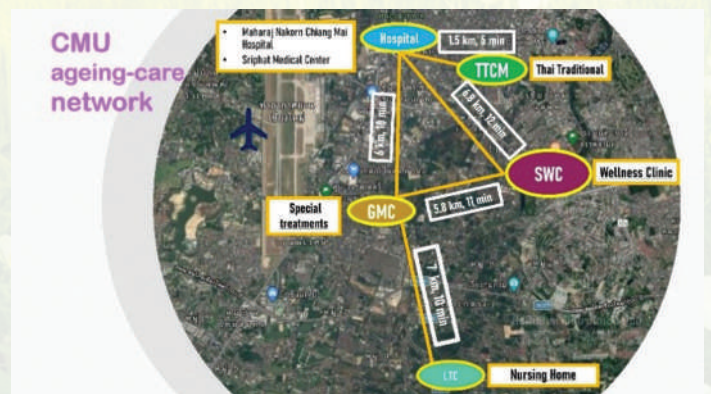 CMU
ageing-care
network
• Maharaj Nakorn Chiang Mai
Hospital
• Sriphat Medical Center
Hospital
1.5 km, 6 min
TTCM
Thai Traditional
6.8 km, 12 min
6 km, 10 min
SWC
Wellness Clinic
5.8 km, 11 min
Special
treatments
GMC
7 km, 10 min
LTC
Nursing Home